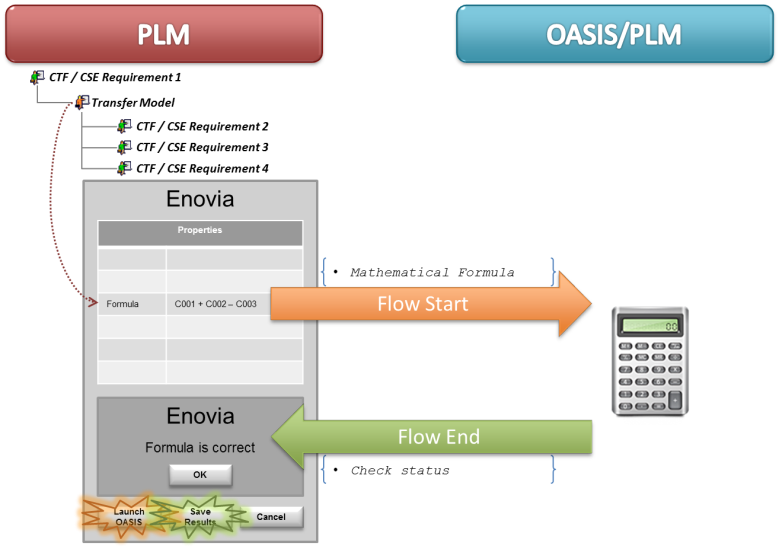 PLM
OASIS/PLM
CTF / CSE Requirement 1
Transfer Model
CTF / CSE Requirement 2
CTF / CSE Requirement 3
CTF / CSE Requirement 4
Enovia
Properties
• Mathematical Formula
Formula
C001 + C002 – C003
Flow Start
Enovia
Formula is correct
OK
Flow End
• Check status
Launch
OASIS
Save
Results
Cancel